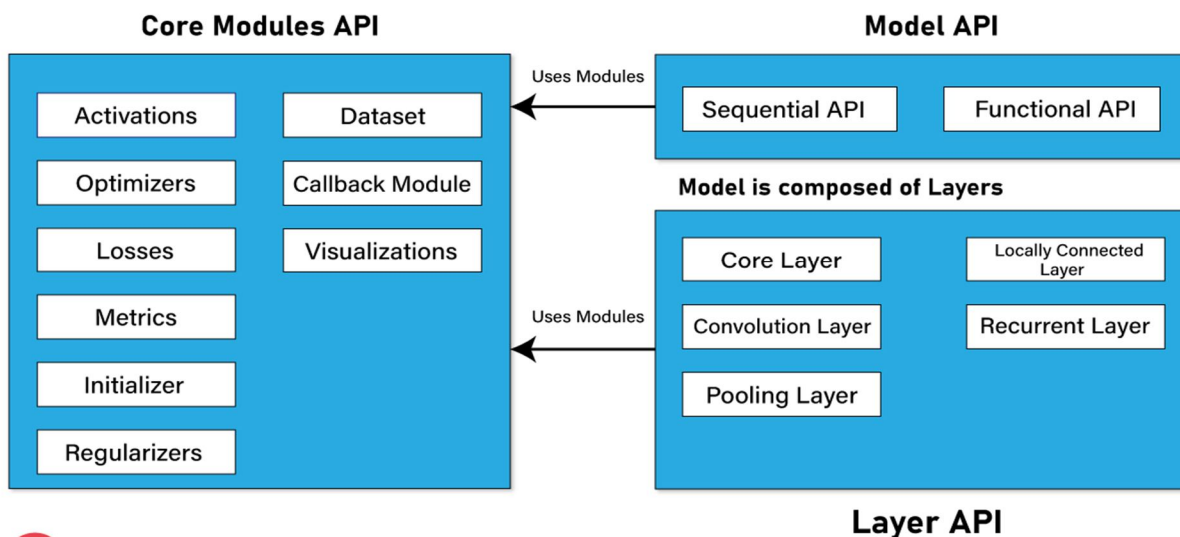 Core Modules API
Activations
Dataset
Optimizers
Callback Module
Losses
Visualizations
Metrics
Initializer
Regularizers
Uses Modules
Uses Modules
Model API
Sequential API
Functional API
Model is composed of Layers
Core Layer
Locally Connected
Layer
Convolution Layer
Recurrent Layer
Pooling Layer
Layer API